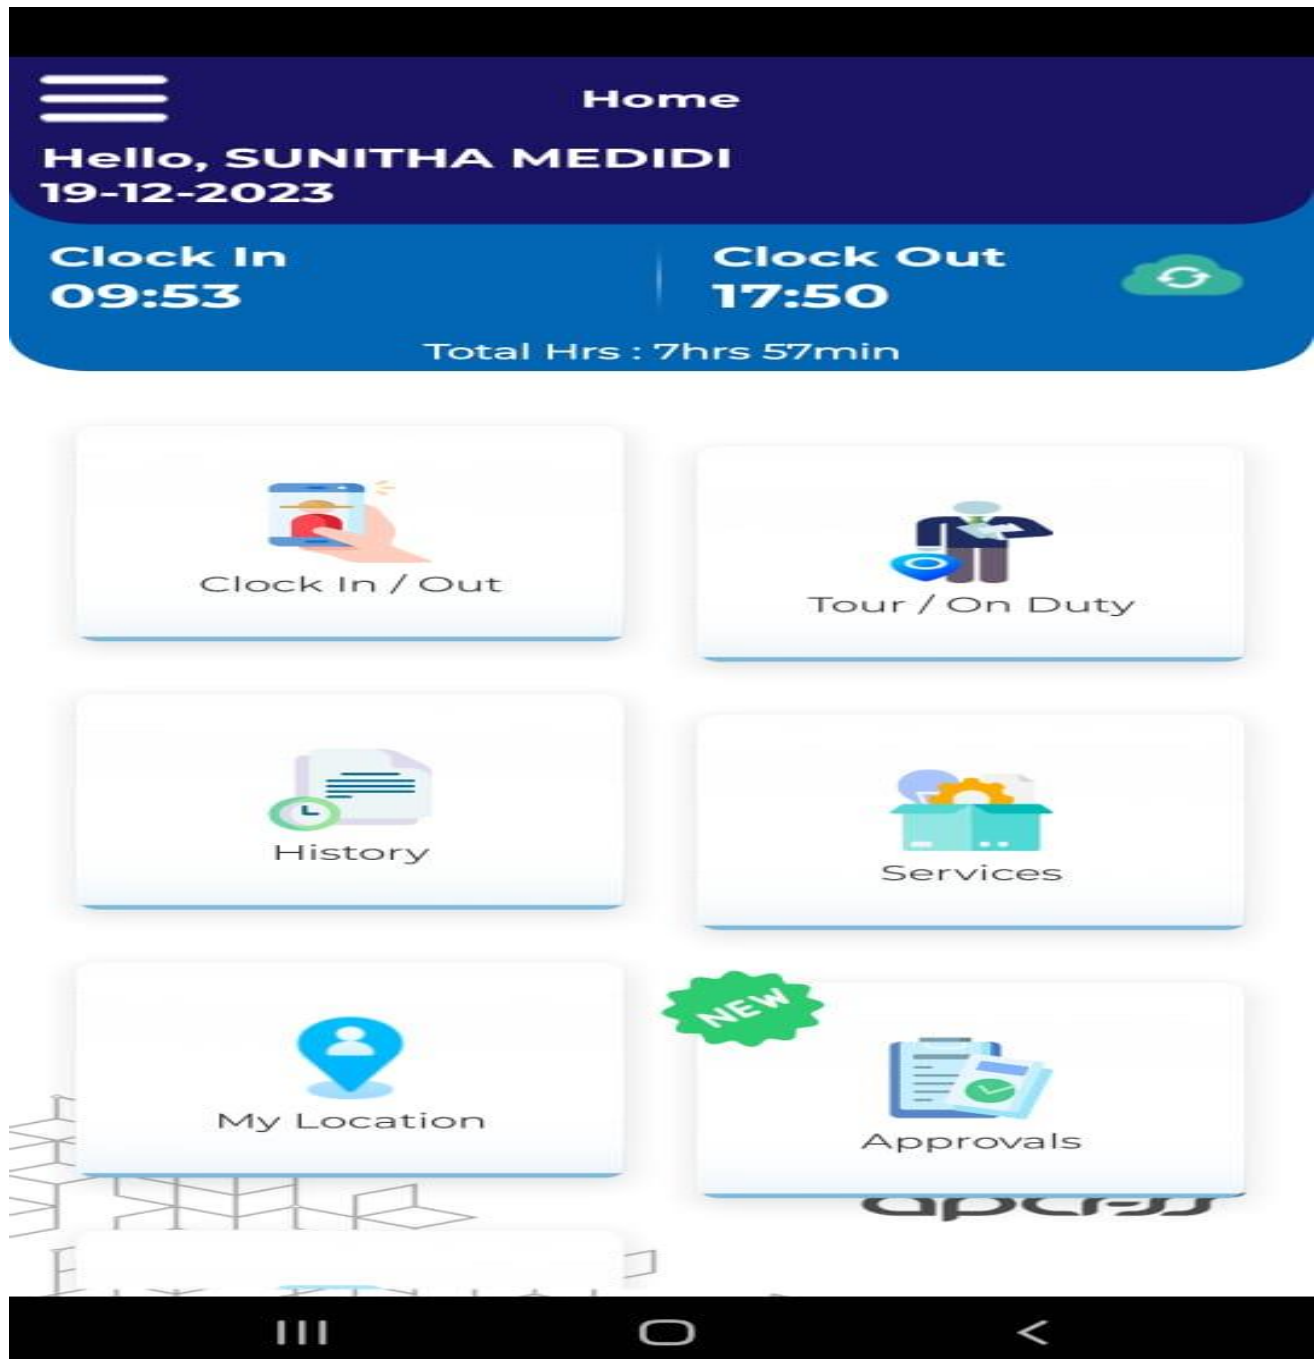 Home
Hello, SUNITHA MEDIDI
19-12-2023
Clock In
09:53
Clock Out
17:50
Total Hrs : 7hrs 57min
Clock In / Out
Tour / On Duty
History
Services
My Location
NEW
Approvals
apcfss